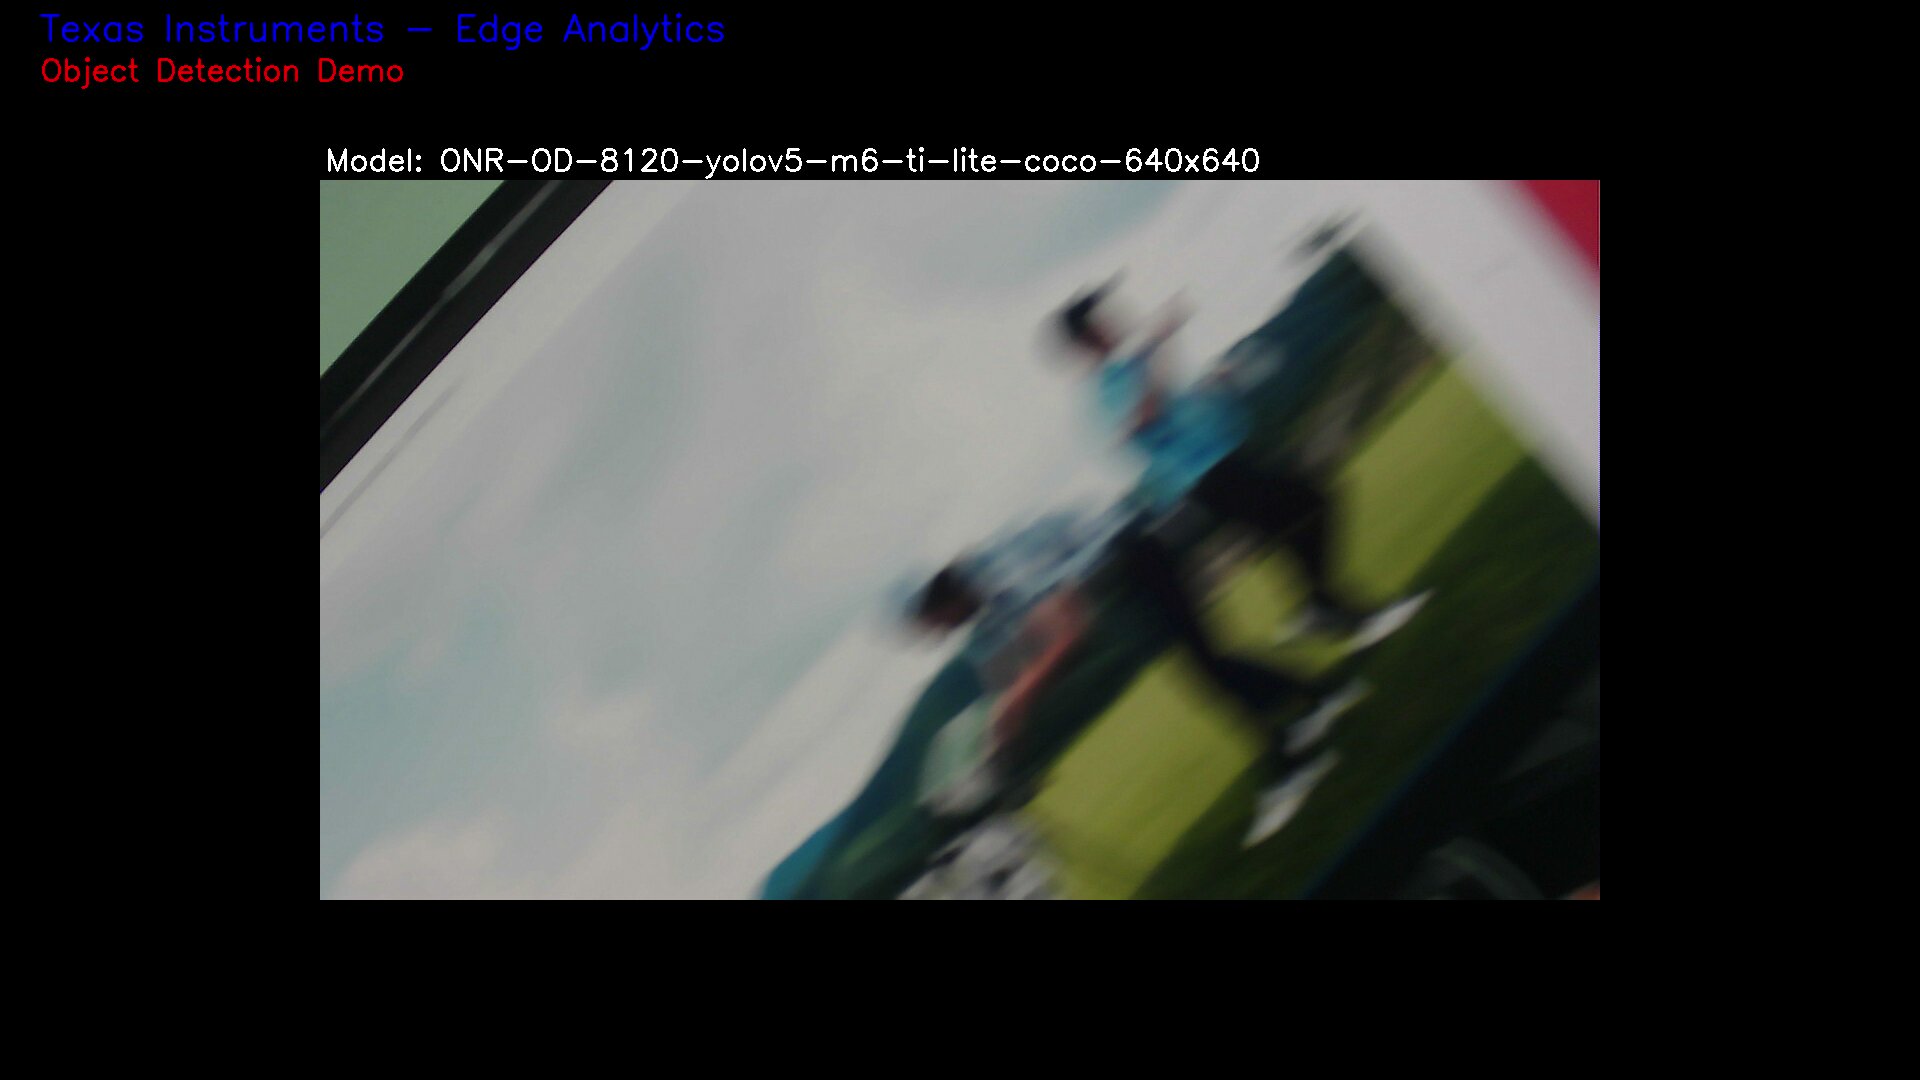 Texas Instruments - Edge Analytics
Object Detection Demo
Model: ONR-OD-8120-yolov5-m6-ti-lite-coco-640x640